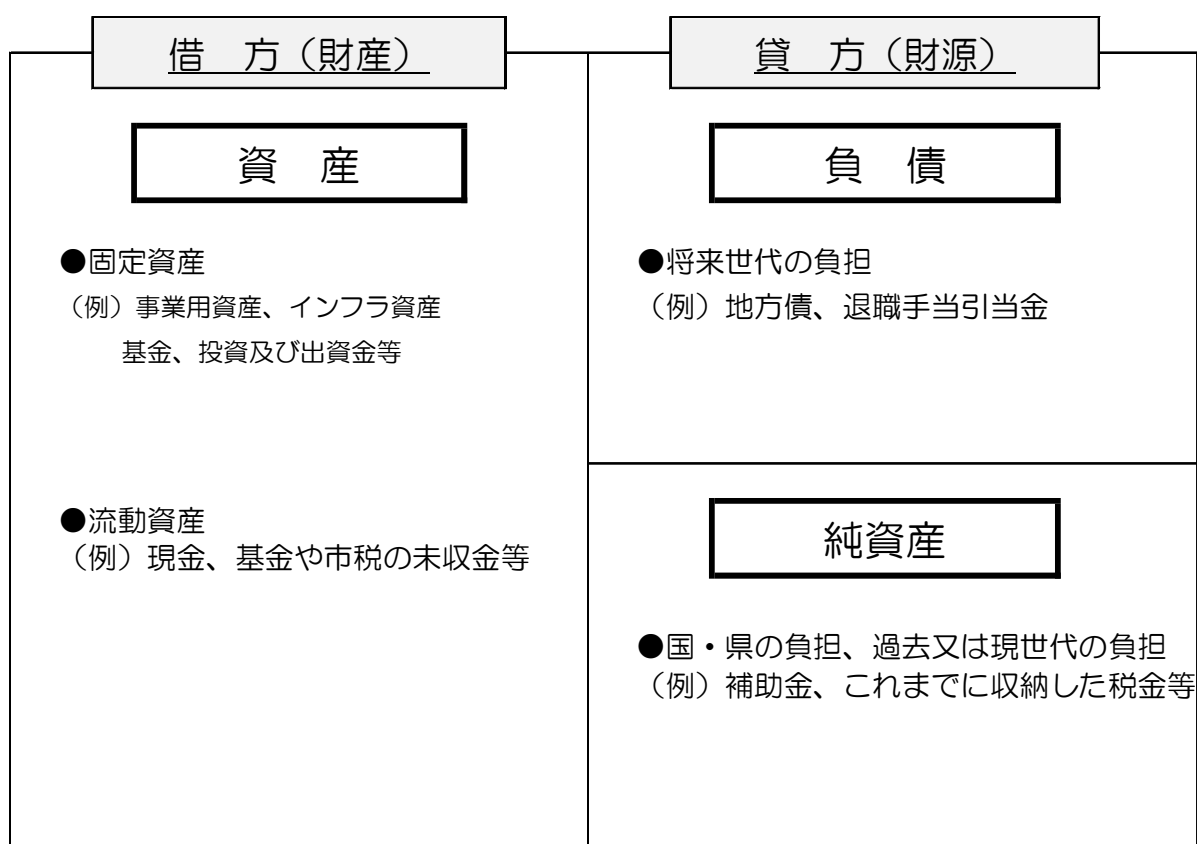 借　方（財産）
資　産
●固定資産
（例）事業用資産、インフラ資産
基金、投資及び出資金等
●流動資産
（例）現金、基金や市税の未収金等
貸　方（財源）
負　債
●将来世代の負担
（例）地方債、退職手当引当金
純資産
●国・県の負担、過去又は現世代の負担
（例）補助金、これまでに収納した税金等